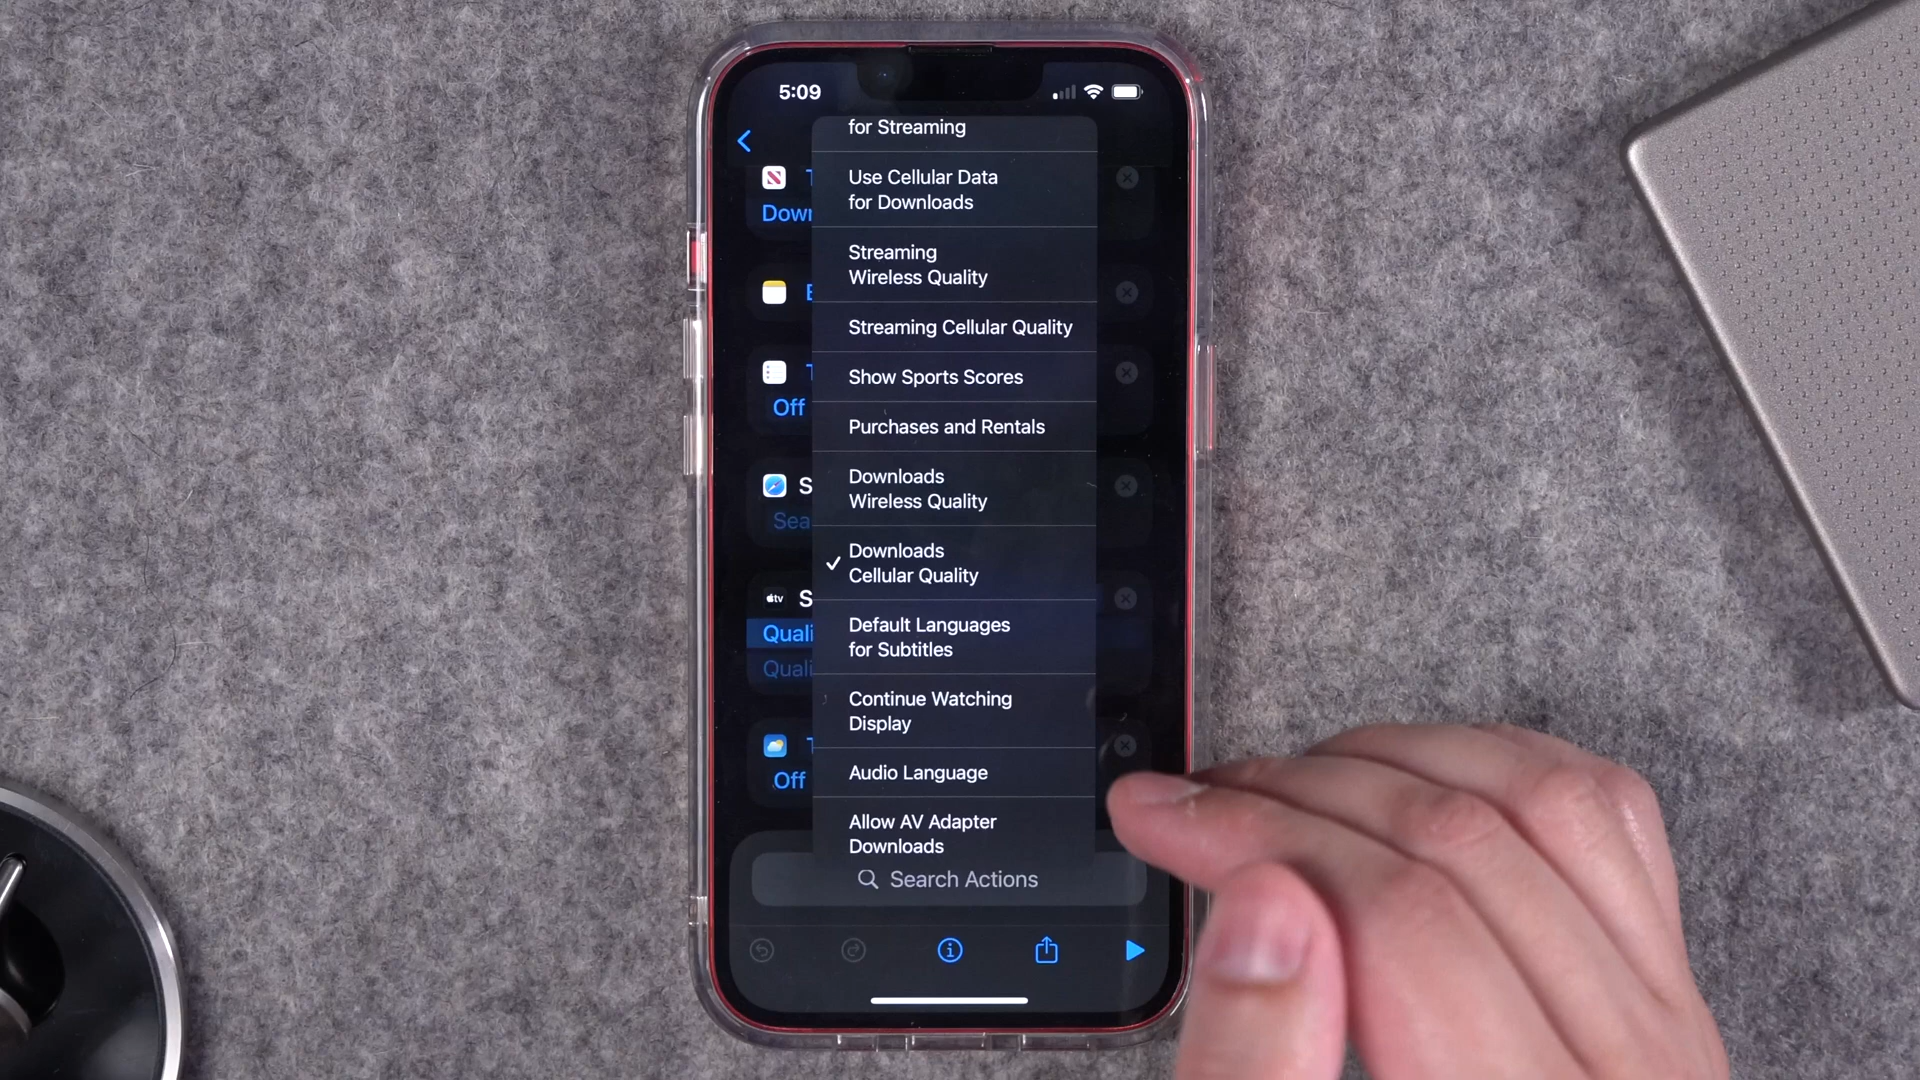 5:09
for Streaming
Use Cellular Data
for Downloads
Down
Streaming
Wireless Quality
Streaming Cellular Quality
Show Sports Scores
Off
Purchases and Rentals
Downloads
Wireless Quality
S
Sea
Downloads
Cellular Quality
tv S
Quali
Default Languages
for Subtitles
Quali
Continue Watching
Display
Off
Audio Language
Allow AV Adapter
Downloads
Search Actions